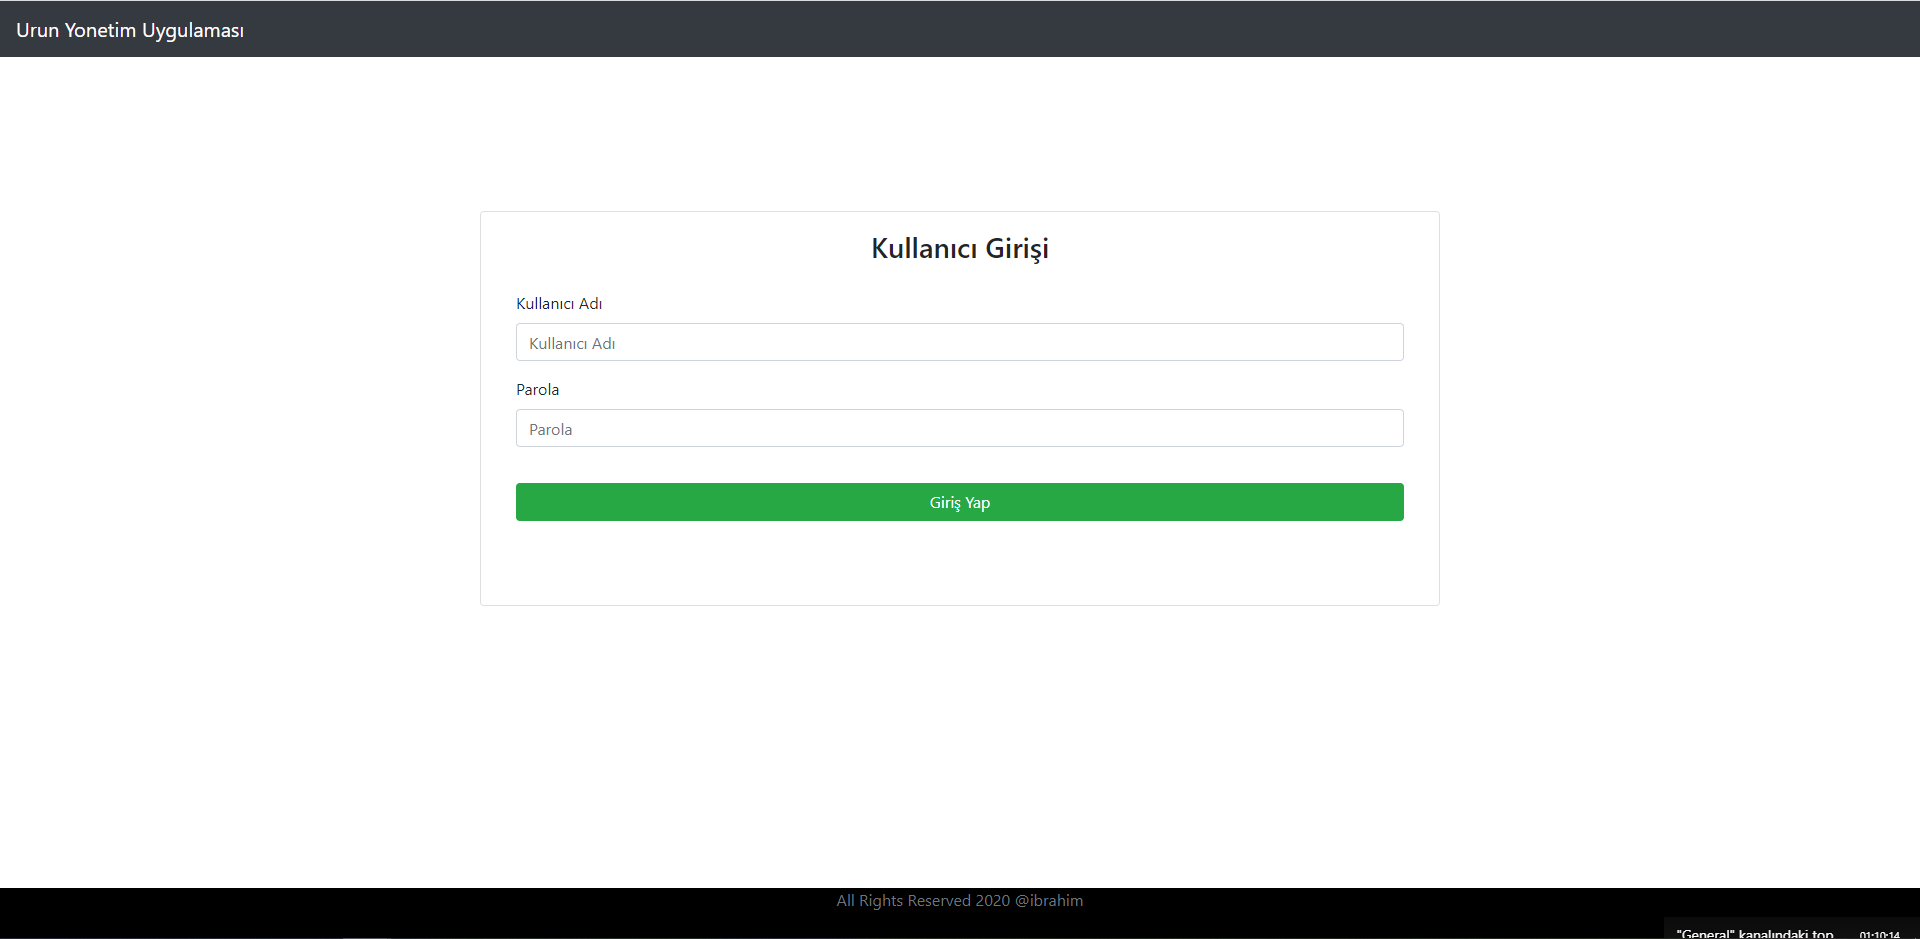 Urun Yonetim Uygulaması
Kullanıcı Girişi
Kullanıcı Adı
Kullanıcı Adı
Parola
Parola
Giriş Yap
All Rights Reserved 2020 @ibrahim
"General" kanalındaki top... 01:10:14